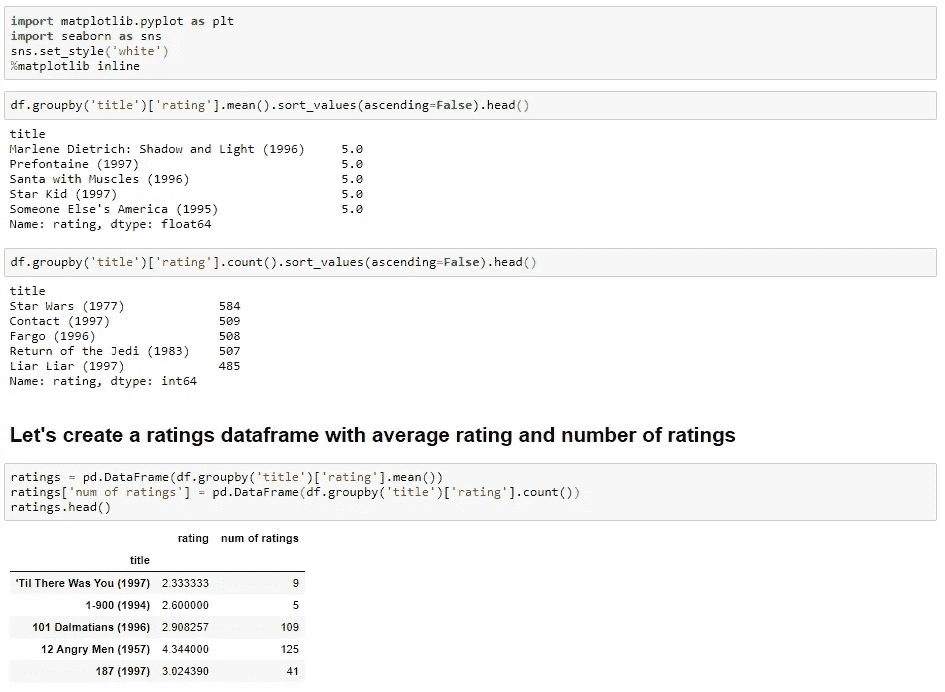 import matplotlib.pyplot as plt
import seaborn as sns
sns.set_style('white')
%matplotlib inline
df.groupby('title')['rating'].mean().sort_values(ascending=False).head()
title
Marlene Dietrich: Shadow and Light (1996) 5.0
Prefontaine (1997) 5.0
Santa with Muscles (1996) 5.0
Star Kid (1997) 5.0
Someone Else's America (1995) 5.0
Name: rating, dtype: float64
df.groupby('title')['rating'].count().sort_values(ascending=False).head()
title
Star Wars (1977) 584
Contact (1997) 509
Fargo (1996) 508
Return of the Jedi (1983) 507
Liar Liar (1997) 485
Name: rating, dtype: int64
Let's create a ratings dataframe with average rating and number of ratings
ratings = pd.DataFrame(df.groupby('title')['rating'].mean())
ratings['num of ratings'] = pd.DataFrame(df.groupby('title')['rating'].count())
ratings.head()
rating num of ratings
title
'Til There Was You (1997) 2.333333 9
1-900 (1994) 2.600000 5
101 Dalmatians (1996) 2.908257 109
12 Angry Men (1957) 4.344000 125
187 (1997) 3.024390 41